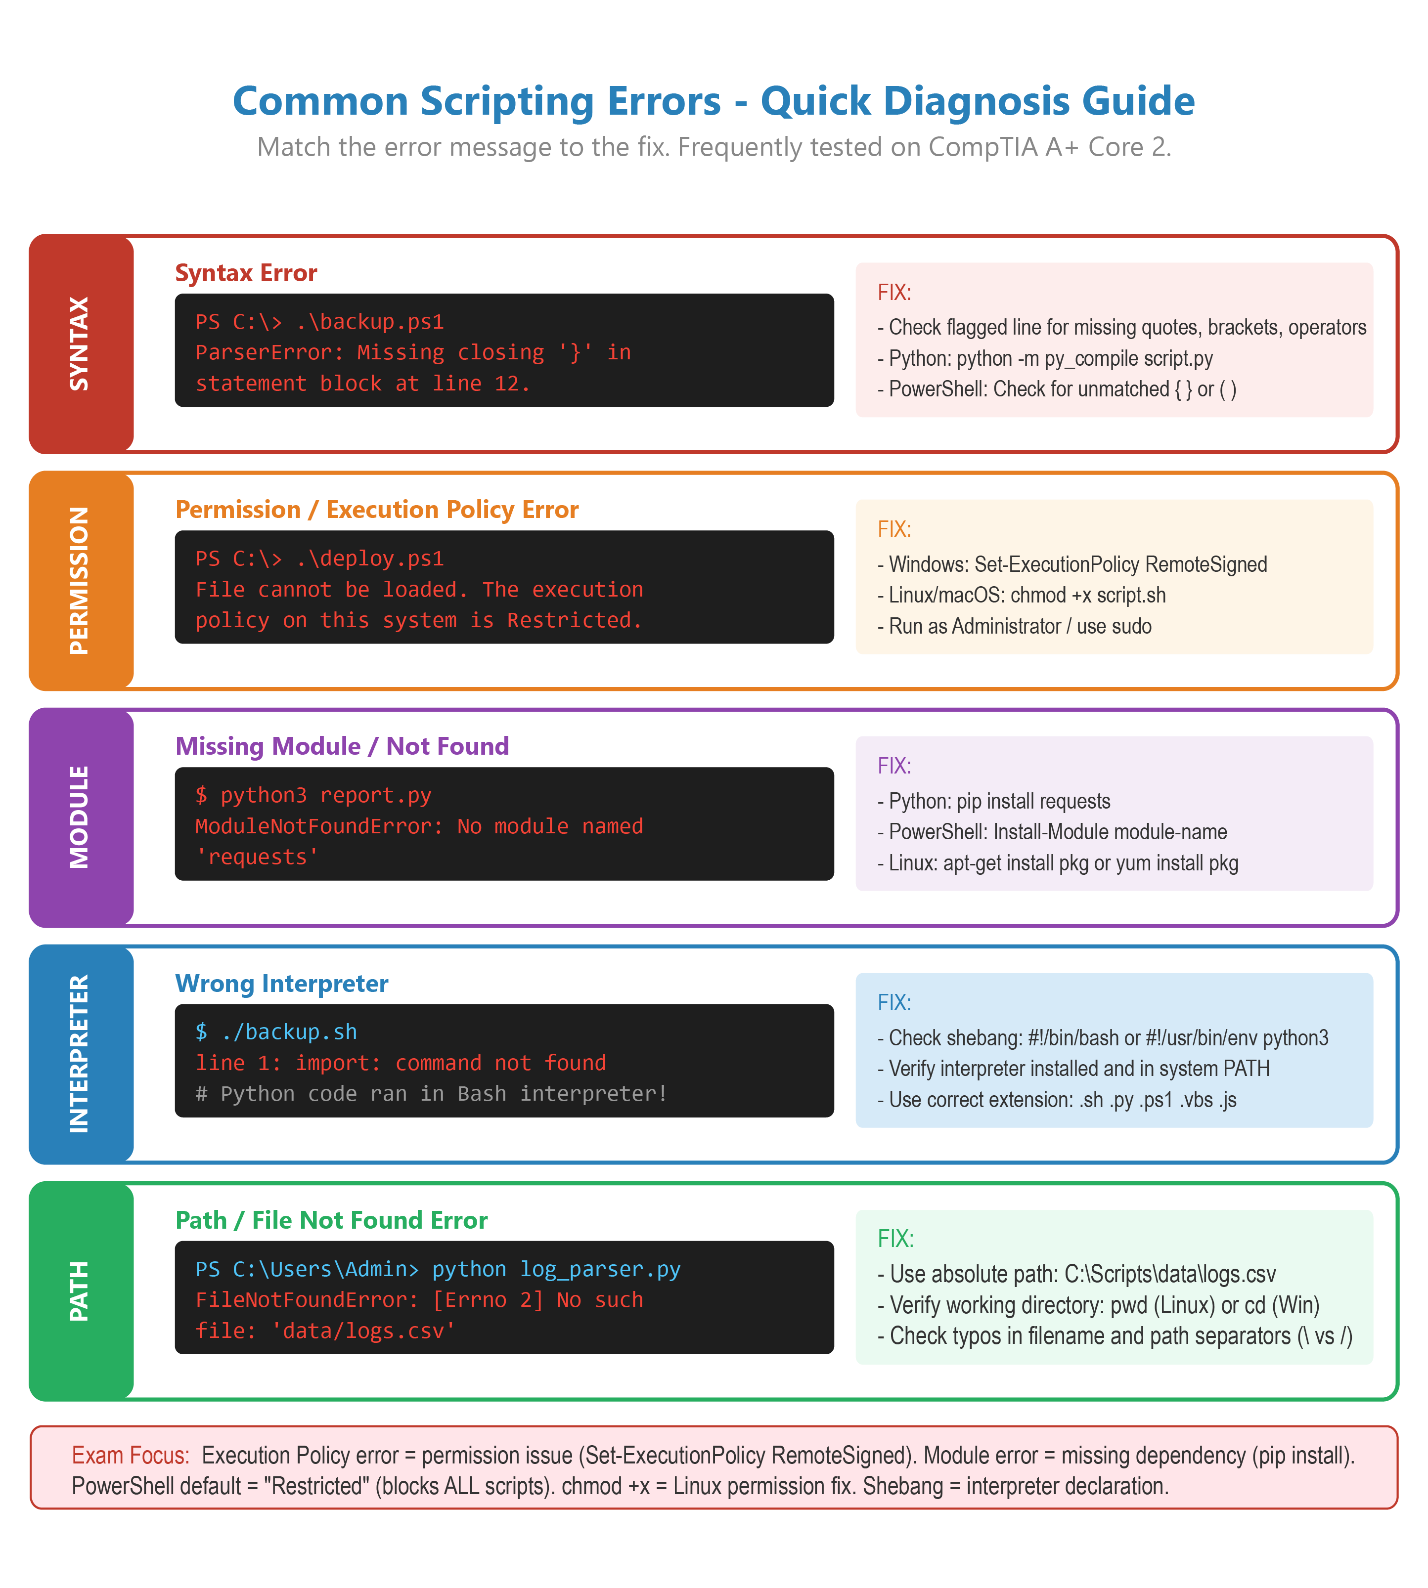 Common Scripting Errors - Quick Diagnosis Guide
Match the error message to the fix. Frequently tested on CompTIA A+ Core 2.
SYNTAX
Syntax Error
PS C:\> .\backup.ps1
ParserError: Missing closing '}' in
statement block at line 12.
FIX:
- Check flagged line for missing quotes, brackets, operators
- Python: python -m py_compile script.py
- PowerShell: Check for unmatched { } or ( )
PERMISSION
Permission / Execution Policy Error
PS C:\> .\deploy.ps1
File cannot be loaded. The execution
policy on this system is Restricted.
FIX:
- Windows: Set-ExecutionPolicy RemoteSigned
- Linux/macOS: chmod +x script.sh
- Run as Administrator / use sudo
MODULE
Missing Module / Not Found
$ python3 report.py
ModuleNotFoundError: No module named
'requests'
FIX:
- Python: pip install requests
- PowerShell: Install-Module module-name
- Linux: apt-get install pkg or yum install pkg
INTERPRETER
Wrong Interpreter
$ ./backup.sh
line 1: import: command not found
# Python code ran in Bash interpreter!
FIX:
- Check shebang: #!/bin/bash or #!/usr/bin/env python3
- Verify interpreter installed and in system PATH
- Use correct extension: .sh .py .ps1 .vbs .js
PATH
Path / File Not Found Error
PS C:\Users\Admin> python log_parser.py
FileNotFoundError: [Errno 2] No such
file: 'data/logs.csv'
FIX:
- Use absolute path: C:\Scripts\data\logs.csv
- Verify working directory: pwd (Linux) or cd (Win)
- Check typos in filename and path separators (\ vs /)
Exam Focus: Execution Policy error = permission issue (Set-ExecutionPolicy RemoteSigned). Module error = missing dependency (pip install).
PowerShell default = "Restricted" (blocks ALL scripts). chmod +x = Linux permission fix. Shebang = interpreter declaration.